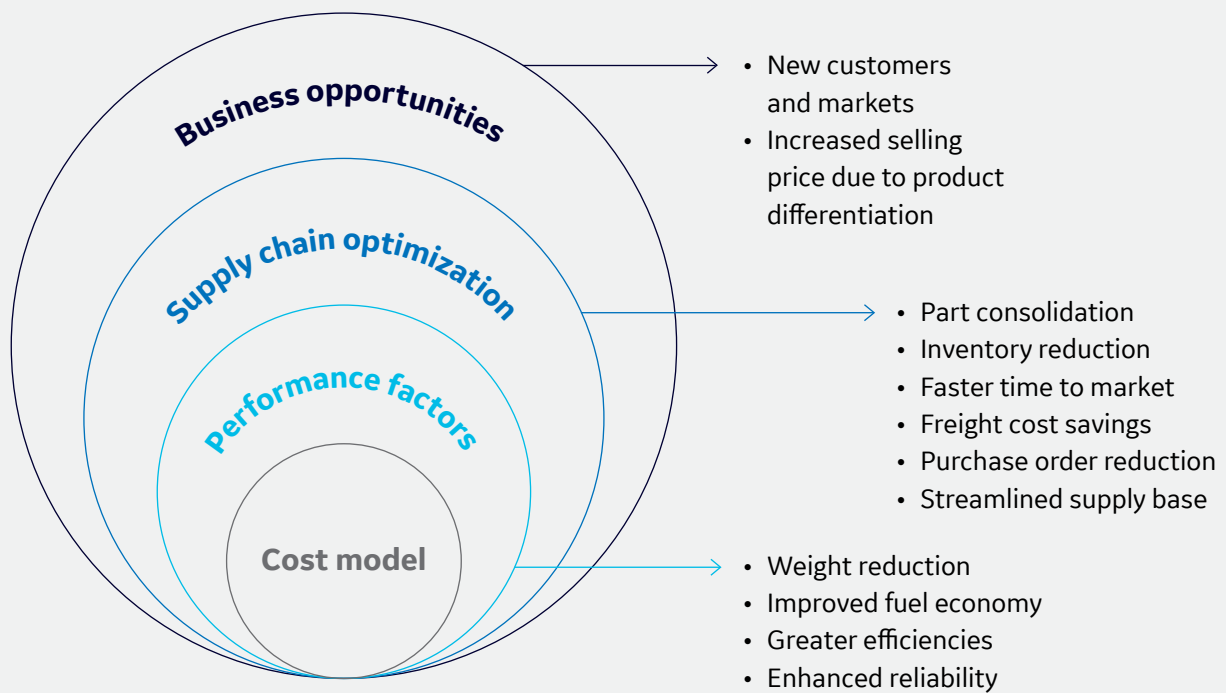 Business opportunities
• New customers
and markets
• Increased selling
price due to product
differentiation
Supply chain optimization
• Part consolidation
• Inventory reduction
• Faster time to market
• Freight cost savings
• Purchase order reduction
• Streamlined supply base
Performance factors
• Weight reduction
• Improved fuel economy
• Greater efficiencies
• Enhanced reliability
Cost model